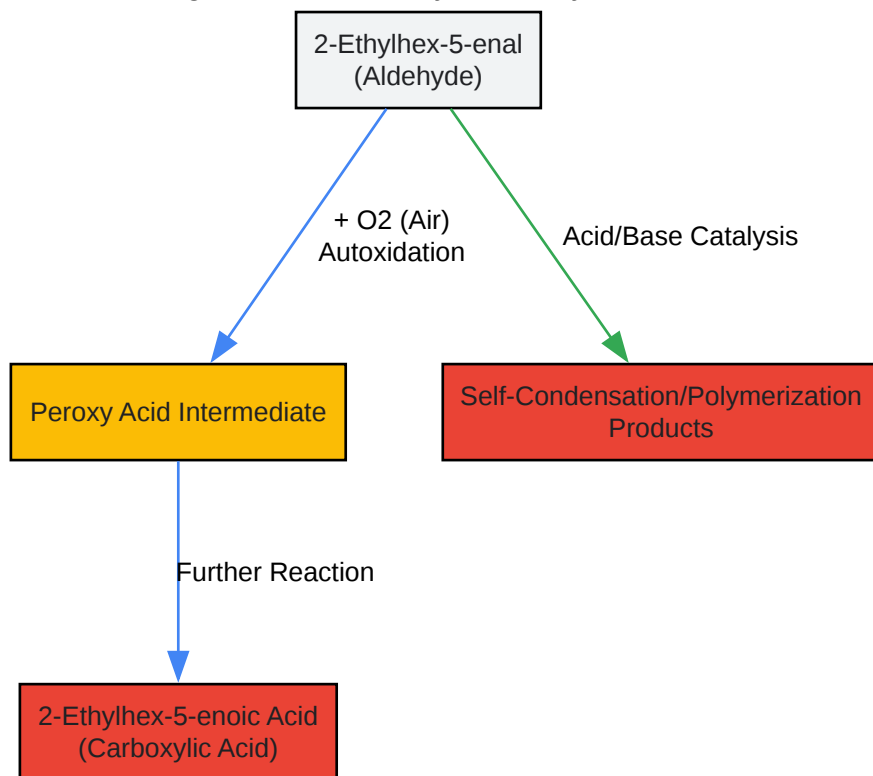 2-Ethylhex-5-enal
(Aldehyde)
+ O2 (Air)
Autoxidation
Acid/Base Catalysis
Peroxy Acid Intermediate
Self-Condensation/Polymerization
Products
Further Reaction
2-Ethylhex-5-enoic Acid
(Carboxylic Acid)